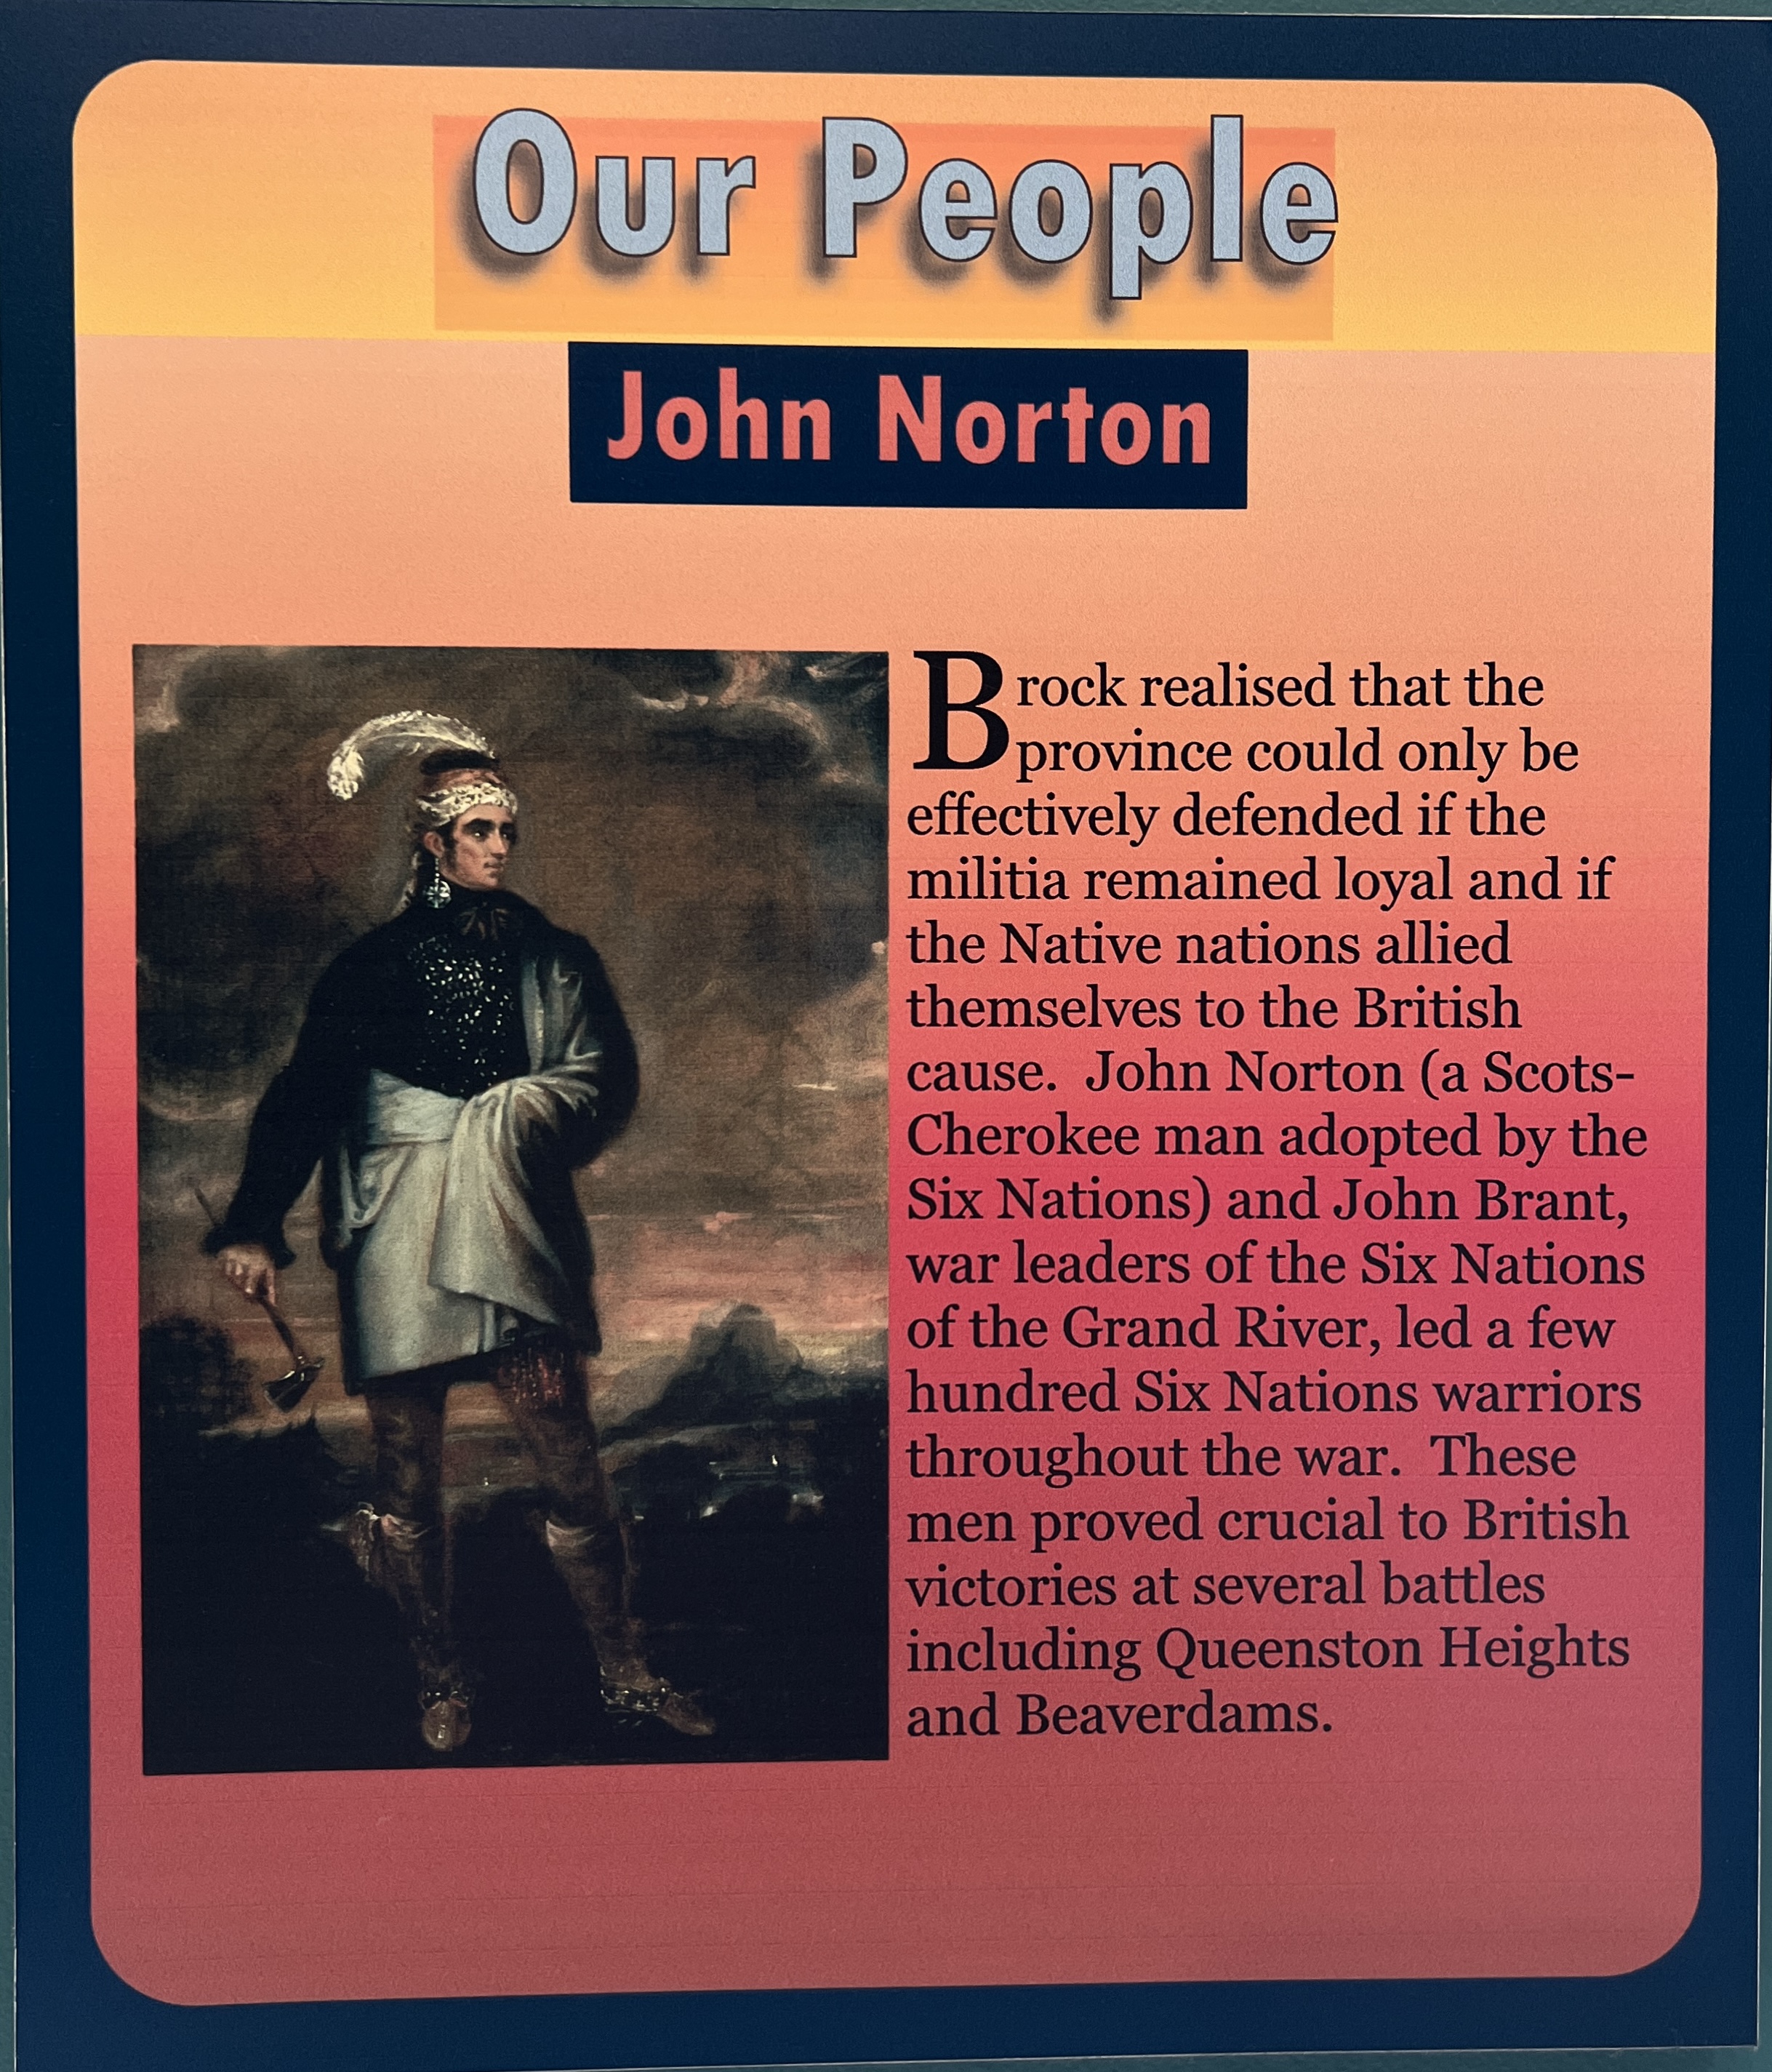 Our People
John Norton
Brock realised that the
province could only be
effectively defended if the
militia remained loyal and if
the Native nations allied
themselves to the British
cause.  John Norton (a Scots-
Cherokee man adopted by the
Six Nations) and John Brant,
war leaders of the Six Nations
of the Grand River, led a few
hundred Six Nations warriors
throughout the war.  These
men proved crucial to British
victories at several battles
including Queenston Heights
and Beaverdams.